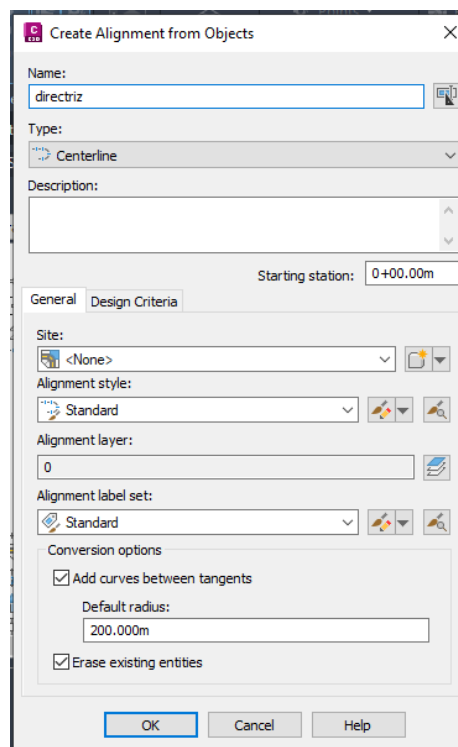 C
C3D
Create Alignment from Objects
Name:
directriz
Type:
Centerline
Description:
Starting station:
0+00.00m
General
Design Criteria
Site:
<None>
Alignment style:
Standard
Alignment layer:
0
Alignment label set:
Standard
Conversion options
Add curves between tangents
Default radius:
200.000m
Erase existing entities
OK
Cancel
Help